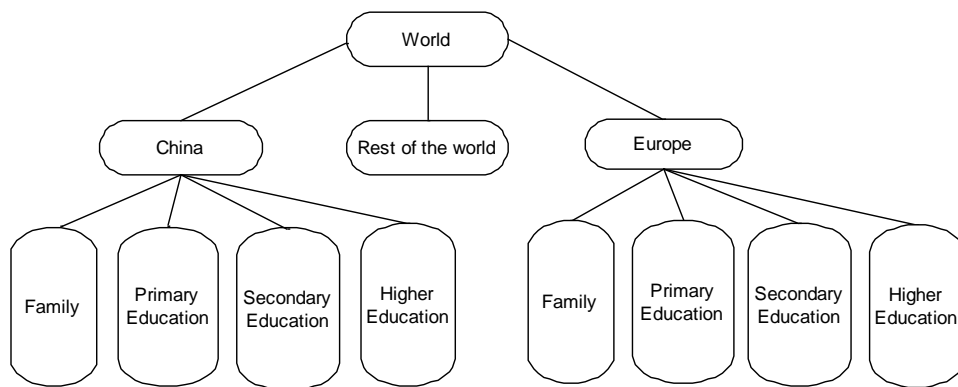 World
China
Rest of the world
Europe
Family
Primary
Education
Secondary
Education
Higher
Education
Family
Primary
Education
Secondary
Education
Higher
Education